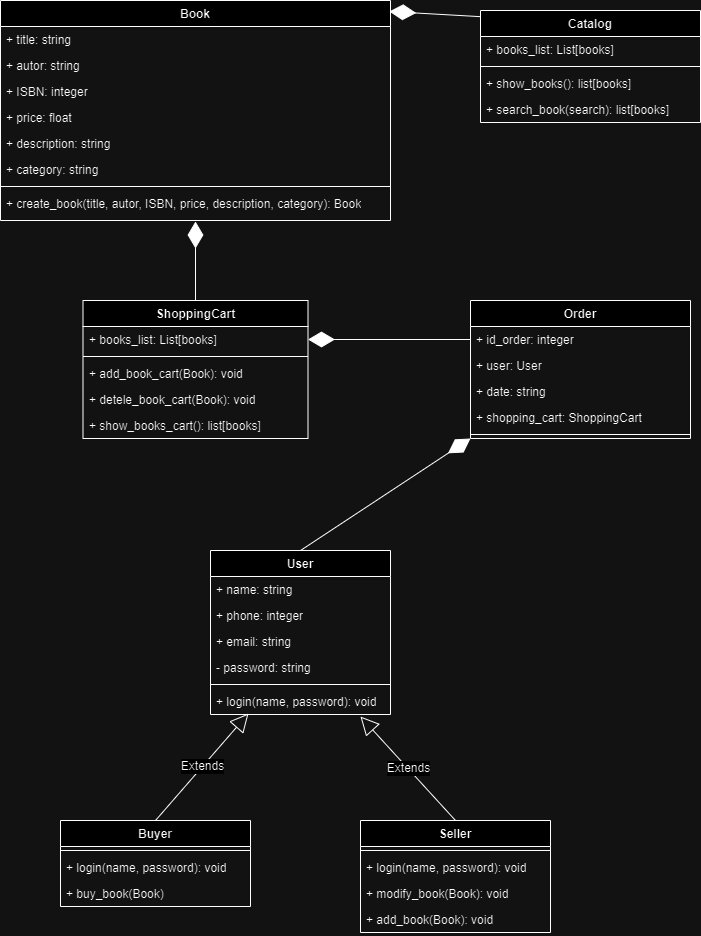 Book
+ title: string
+ autor: string
+ ISBN: integer
+ price: float
+ description: string
+ category: string
+ create_book(title, autor, ISBN, price, description, category): Book
Catalog
+ books_list: List[books]
+ show_books(): list[books]
+ search_book(search): list[books]
ShoppingCart
+ books_list: List[books]
+ add_book_cart(Book): void
+ detele_book_cart(Book): void
+ show_books_cart(): list[books]
Order
+ id_order: integer
+ user: User
+ date: string
+ shopping_cart: ShoppingCart
User
+ name: string
+ phone: integer
+ email: string
- password: string
+ login(name, password): void
Extends
Extends
Buyer
+ login(name, password): void
+ buy_book(Book)
Seller
+ login(name, password): void
+ modify_book(Book): void
+ add_book(Book): void